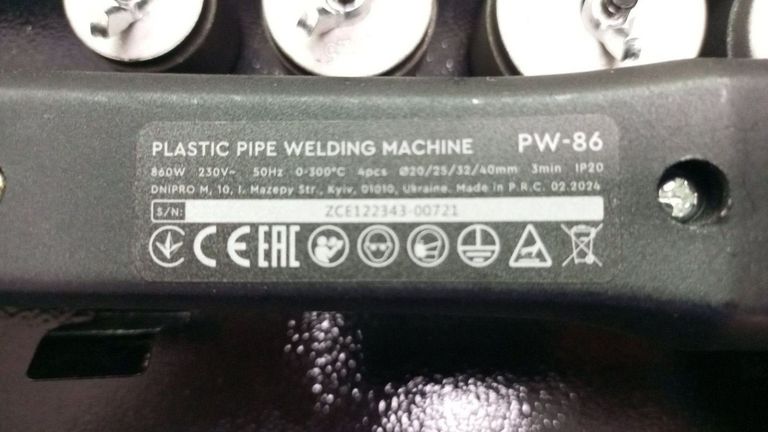 PLASTIC PIPE WELDING MACHINE PW-86
860W 230V~ 50Hz 0-300°C 4pcs Ø20/25/32/40mm 3min IP20
DNIPRO M, 10, I. Mazepy Str., Kyiv, 01010, Ukraine. Made in P.R.C. 02.2024
S/N: ZCE122343-00721
CE EAC